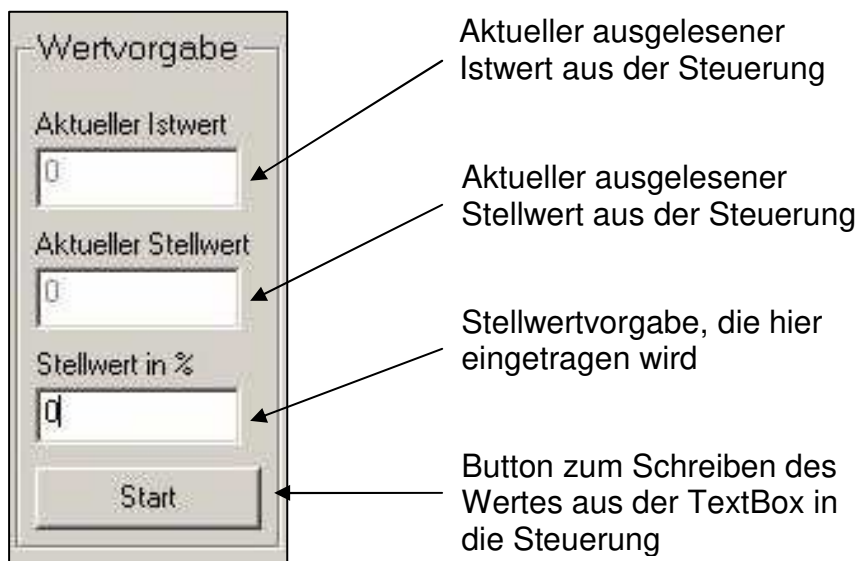 Wertvorgabe
Aktueller Istwert
0
Aktueller Stellwert
0
Stellwert in %
0
Start
Aktueller ausgelesener
Istwert aus der Steuerung
Aktueller ausgelesener
Stellwert aus der Steuerung
Stellwertvorgabe, die hier
eingetragen wird
Button zum Schreiben des
Wertes aus der TextBox in
die Steuerung